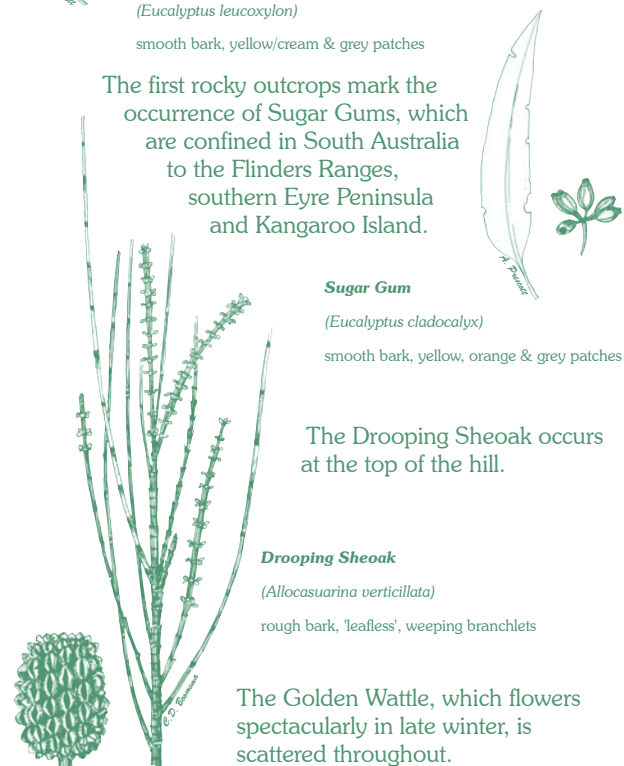 (Eucalyptus leucoxylon)
smooth bark, yellow/cream & grey patches
The first rocky outcrops mark the
occurrence of Sugar Gums, which
are confined in South Australia
to the Flinders Ranges,
southern Eyre Peninsula
and Kangaroo Island.
A. Prescott
Sugar Gum
(Eucalyptus cladocalyx)
smooth bark, yellow, orange & grey patches
The Drooping Sheoak occurs
at the top of the hill.
Drooping Sheoak
(Allocasuarina verticillata)
rough bark, 'leafless', weeping branchlets
The Golden Wattle, which flowers
spectacularly in late winter, is
scattered throughout.